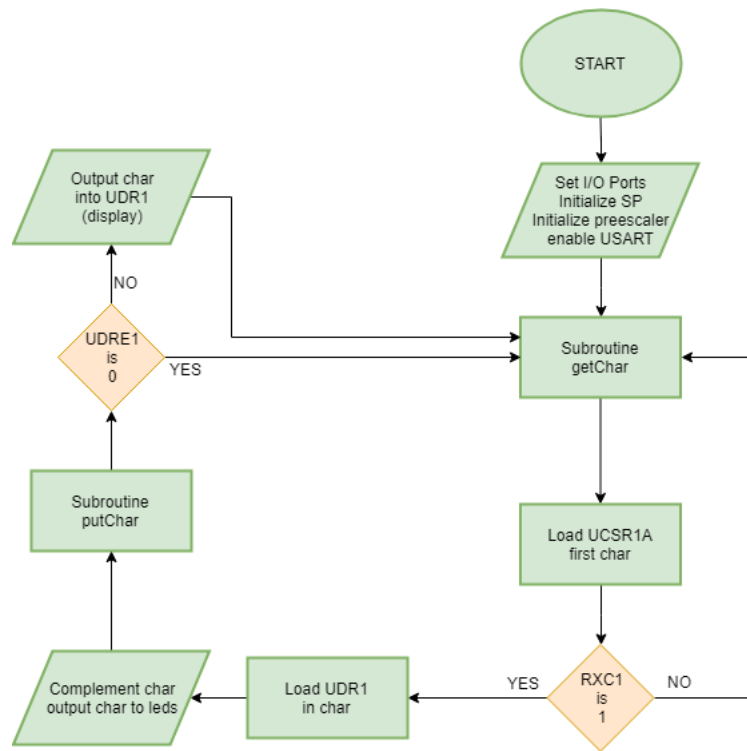 START
Set I/O Ports
Initialize SP
Initialize preescaler
enable USART
Subroutine
getChar
Load UCSR1A
first char
RXC1
is
1
NO
YES
Load UDR1
in char
Complement char
output char to leds
Subroutine
putChar
UDRE1
is
0
YES
NO
Output char
into UDR1
(display)